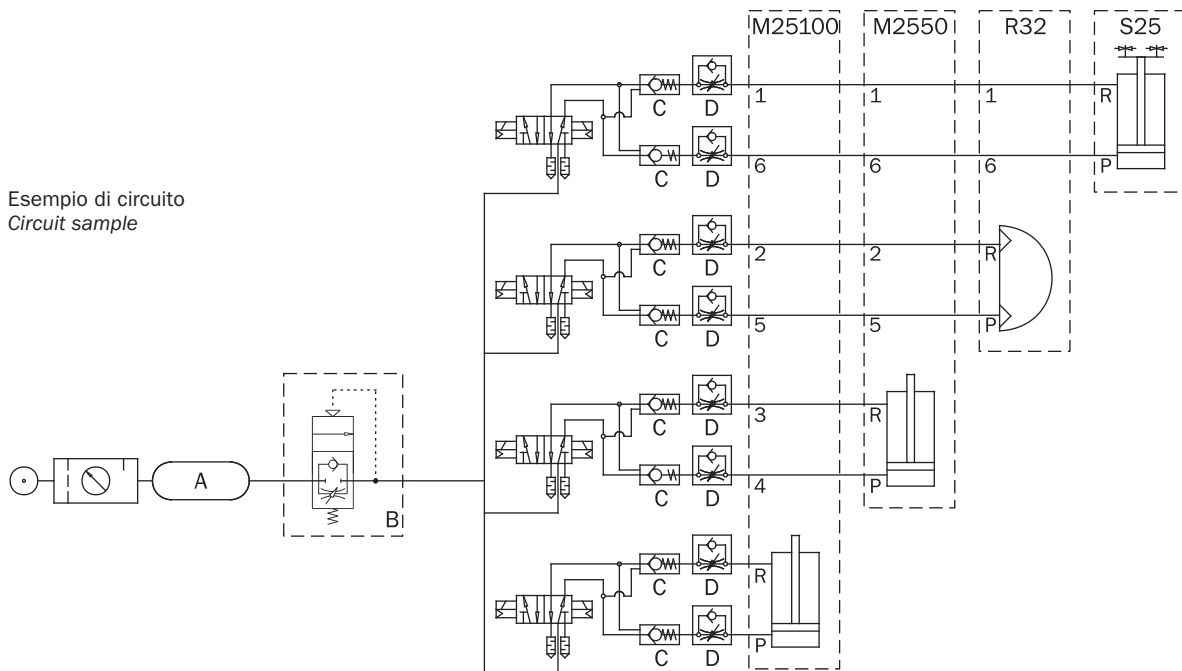 M25100 M2550 R32 S25
C D 1 1 1 R
C D 6 6 6 P
Esempio di circuito
Circuit sample
C D 2 2 R
C D 5 5 P
C D 3 R
A C D 4 P
B
C D R
C D P